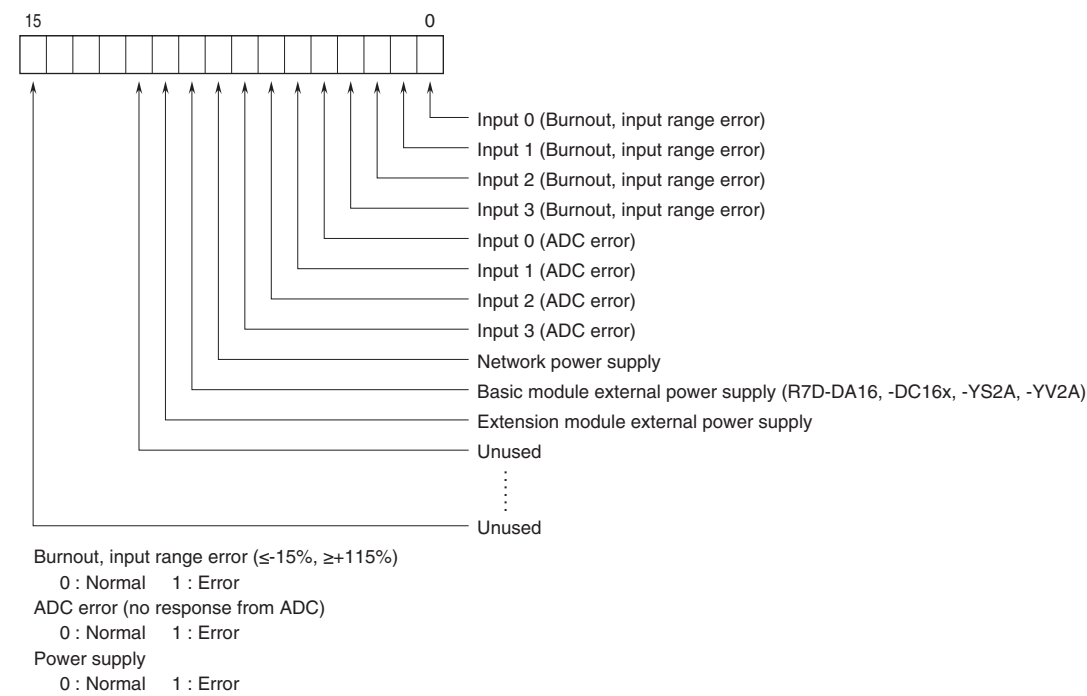 15 0
Input 0 (Burnout, input range error)
Input 1 (Burnout, input range error)
Input 2 (Burnout, input range error)
Input 3 (Burnout, input range error)
Input 0 (ADC error)
Input 1 (ADC error)
Input 2 (ADC error)
Input 3 (ADC error)
Network power supply
Basic module external power supply (R7D-DA16, -DC16x, -YS2A, -YV2A)
Extension module external power supply
Unused
Unused
Burnout, input range error (≤-15%, ≥+115%)
0 : Normal 1 : Error
ADC error (no response from ADC)
0 : Normal 1 : Error
Power supply
0 : Normal 1 : Error